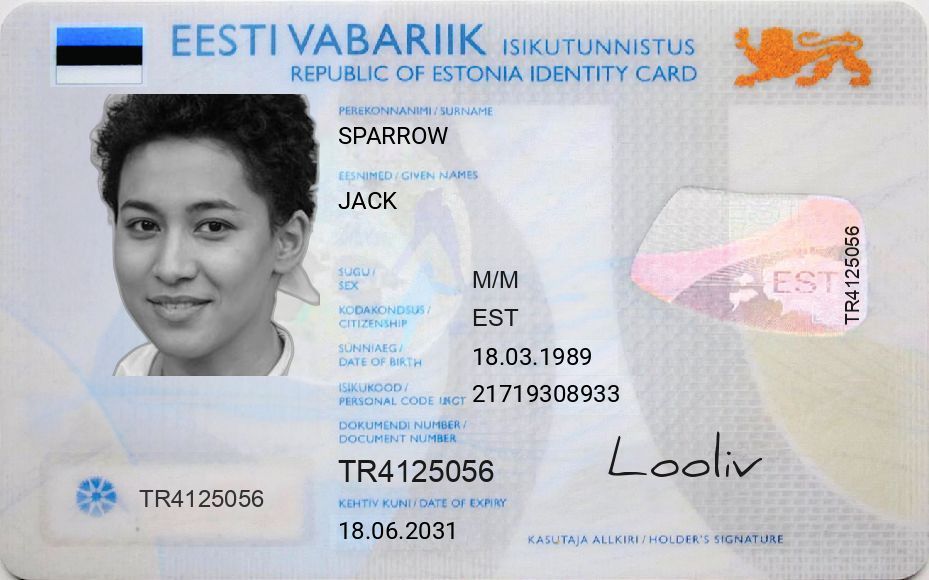 EESTI VABARIIK ISIKUTUNNISTUS
REPUBLIC OF ESTONIA IDENTITY CARD
PEREKONNANIMI / SURNAME
SPARROW
EESNIMED / GIVEN NAMES
JACK
SUGU /
SEX
M/M
KODAKONDSUS /
CITIZENSHIP
EST
SÜNNIAEG /
DATE OF BIRTH
18.03.1989
ISIKUKOOD /
PERSONAL CODE
21719308933
DOKUMENDI NUMBER /
DOCUMENT NUMBER
TR4125056
KEHTIV KUNI / DATE OF EXPIRY
18.06.2031
TR4125056
EST
TR4125056
Looliv
KASUTAJA ALLKIRI / HOLDER'S SIGNATURE